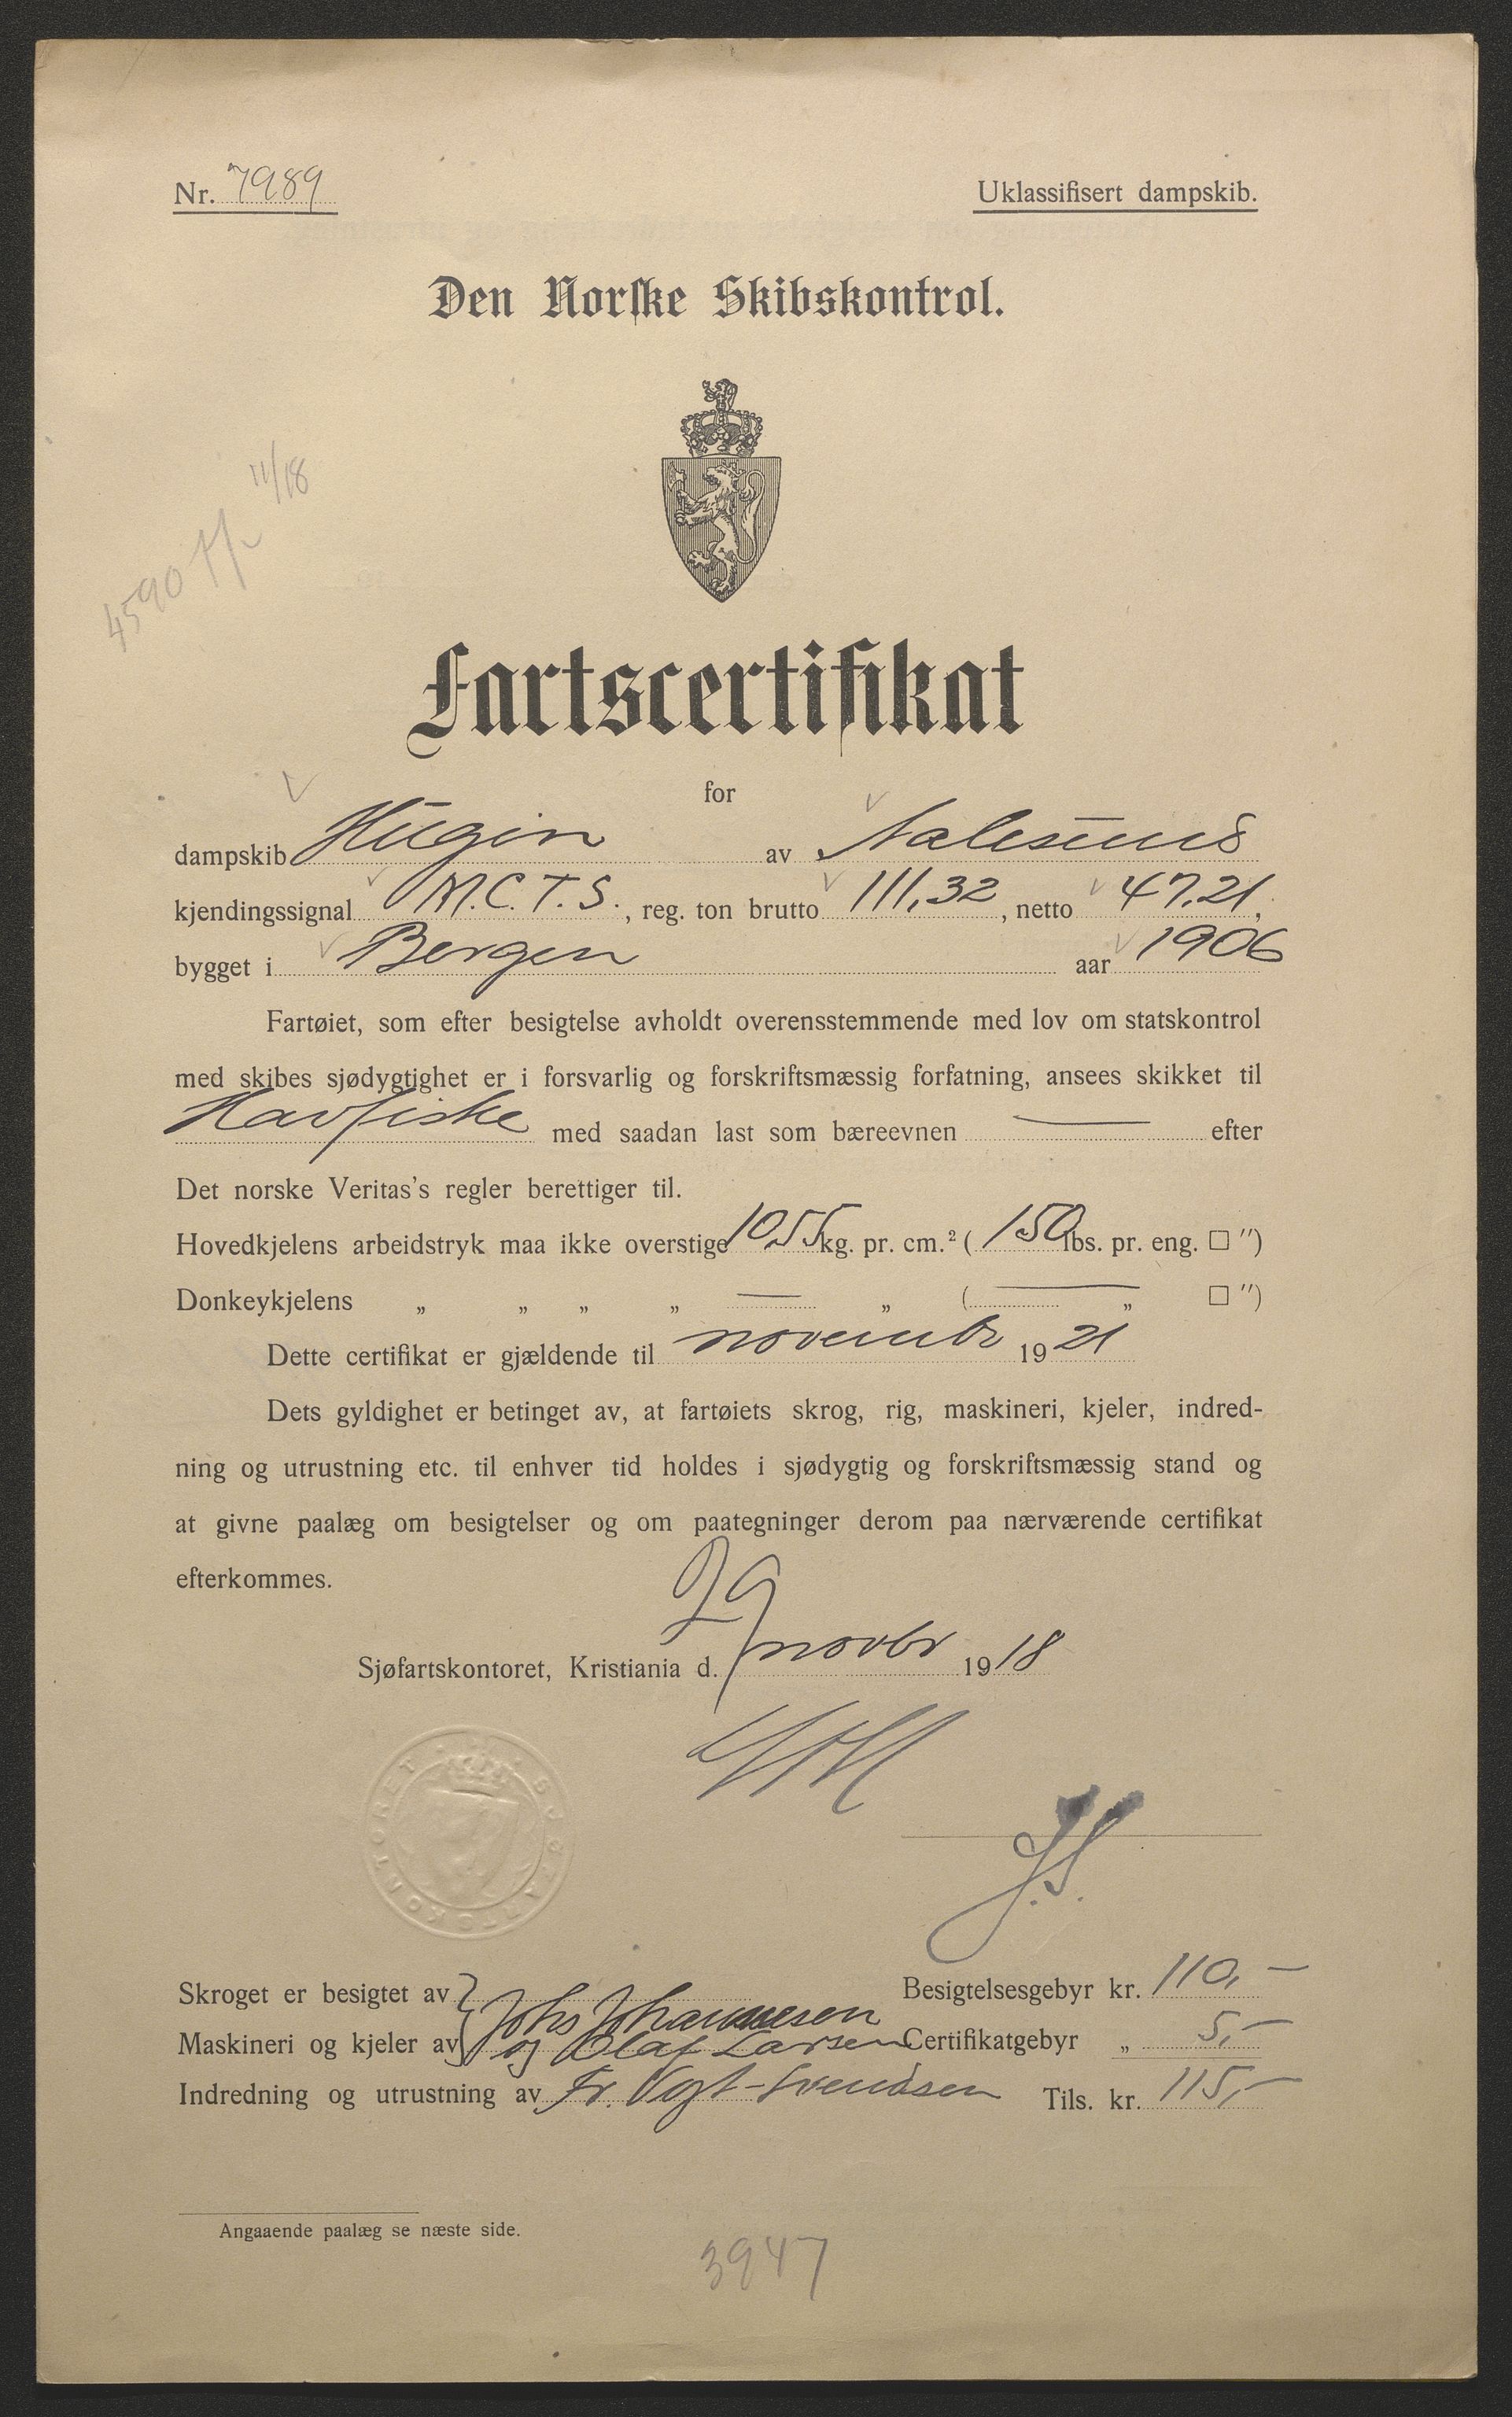 Nr. 7989
Uklassifisert dampskib.
Den Norske Skibskontrol.
11/18
4590
Fartscertifikat
for
dampskib Hugin av Aalesund
kjendingssignal M.C.T.S., reg. ton brutto 111,32, netto 47,21,
bygget i Bergen aar 1906
Fartøiet, som efter besigtelse avholdt overensstemmende med lov om statskontrol
med skibes sjødygtighet er i forsvarlig og forskriftsmæssig forfatning, ansees skikket til
Havfiske med saadan last som bæreevnen — efter
Det norske Veritas's regler berettiger til.
Hovedkjelens arbeidstryk maa ikke overstige 10,55 kg. pr. cm.² ( 150 lbs. pr. eng. □ ″)
Donkeykjelens „ „ „ „ — „ ( — „ □ ″)
Dette certifikat er gjældende til novembr 1921
Dets gyldighet er betinget av, at fartøiets skrog, rig, maskineri, kjeler, indred-
ning og utrustning etc. til enhver tid holdes i sjødygtig og forskriftsmæssig stand og
at givne paalæg om besigtelser og om paategninger derom paa nærværende certifikat
efterkommes.
Sjøfartskontoret, Kristiania d. 29 novbr 1918
J.S.
Skroget er besigtet av } Johs Johannesen
Besigtelsesgebyr kr. 110,—
Maskineri og kjeler av } og Olaf Larsen
Certifikatgebyr „ 5,—
Indredning og utrustning av Fr. Vogt-Svendsen
Tils. kr. 115,—
Angaaende paalæg se næste side.
3947